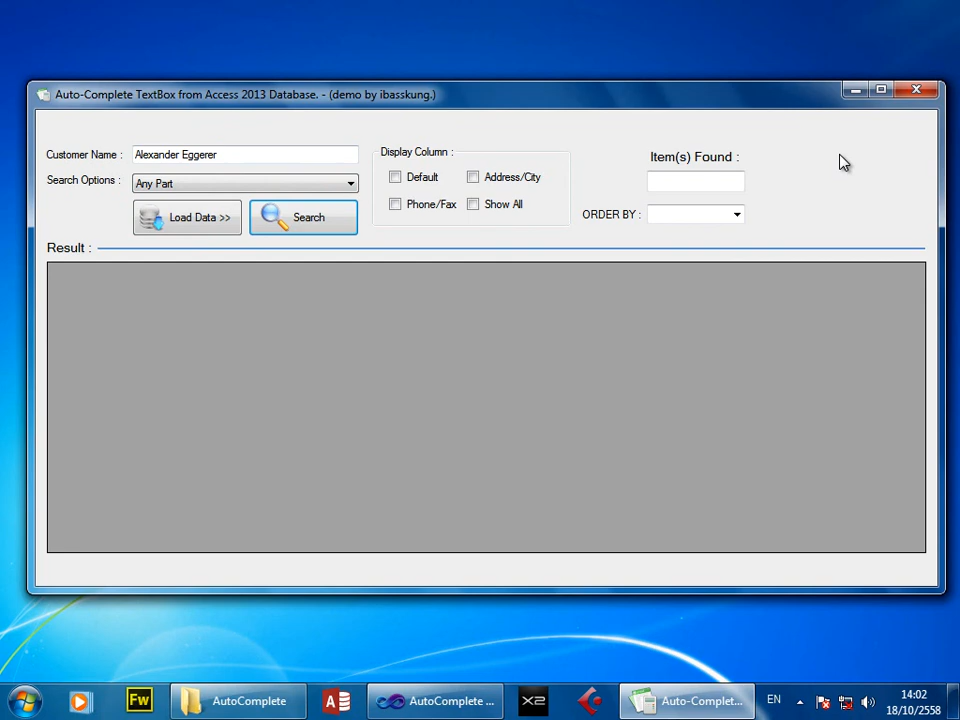 Auto-Complete TextBox from Access 2013 Database. - (demo by ibasskung.)
Customer Name : Alexander Eggerer
Search Options : Any Part
Load Data >> Search
Display Column :
Default Address/City
Phone/Fax Show All
Item(s) Found :
ORDER BY :
Result :
Fw AutoComplete A AutoComplete ... X2 Auto-Complet... EN 14:02
18/10/2558